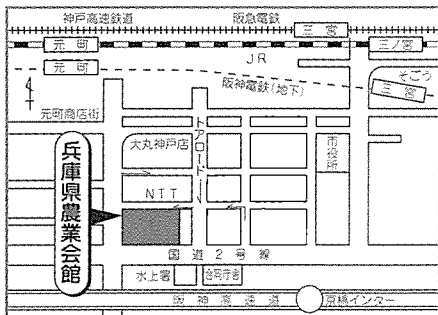 神戸高速鉄道
阪急電鉄
三宮
元町
三ノ宮
JR
元町
そごう
阪神電鉄(地下)
三宮
元町商店街
トアロード
大丸神戸店
市役所
兵庫県農業会館
NTT
国道2号線
水上署
合同庁舎
阪神高速道
京橋インター